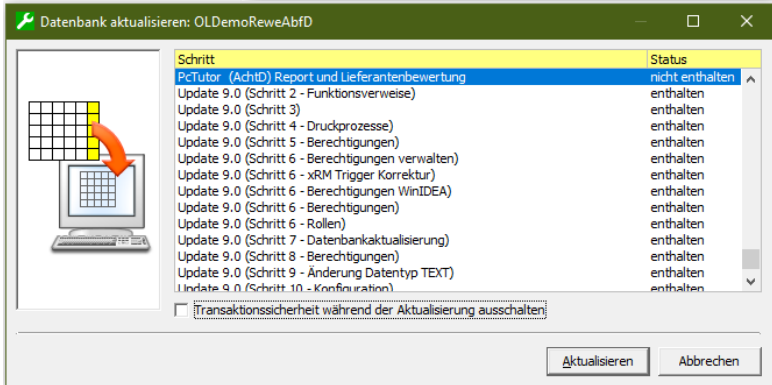 Datenbank aktualisieren: OLDemoReweAbfD
Schritt Status
PcTutor (AchtD) Report und Lieferantenbewertung nicht enthalten
Update 9.0 (Schritt 2 - Funktionsverweise) enthalten
Update 9.0 (Schritt 3) enthalten
Update 9.0 (Schritt 4 - Druckprozesse) enthalten
Update 9.0 (Schritt 5 - Berechtigungen) enthalten
Update 9.0 (Schritt 6 - Berechtigungen verwalten) enthalten
Update 9.0 (Schritt 6 - xRM Trigger Korrektur) enthalten
Update 9.0 (Schritt 6 - Berechtigungen WinIDEA) enthalten
Update 9.0 (Schritt 6 - Berechtigungen) enthalten
Update 9.0 (Schritt 6 - Rollen) enthalten
Update 9.0 (Schritt 7 - Datenbankaktualisierung) enthalten
Update 9.0 (Schritt 8 - Berechtigungen) enthalten
Update 9.0 (Schritt 9 - Änderung Datentyp TEXT) enthalten
Update 9.0 (Schritt 10 - Konfiguration) enthalten
Transaktionssicherheit während der Aktualisierung ausschalten
Aktualisieren Abbrechen